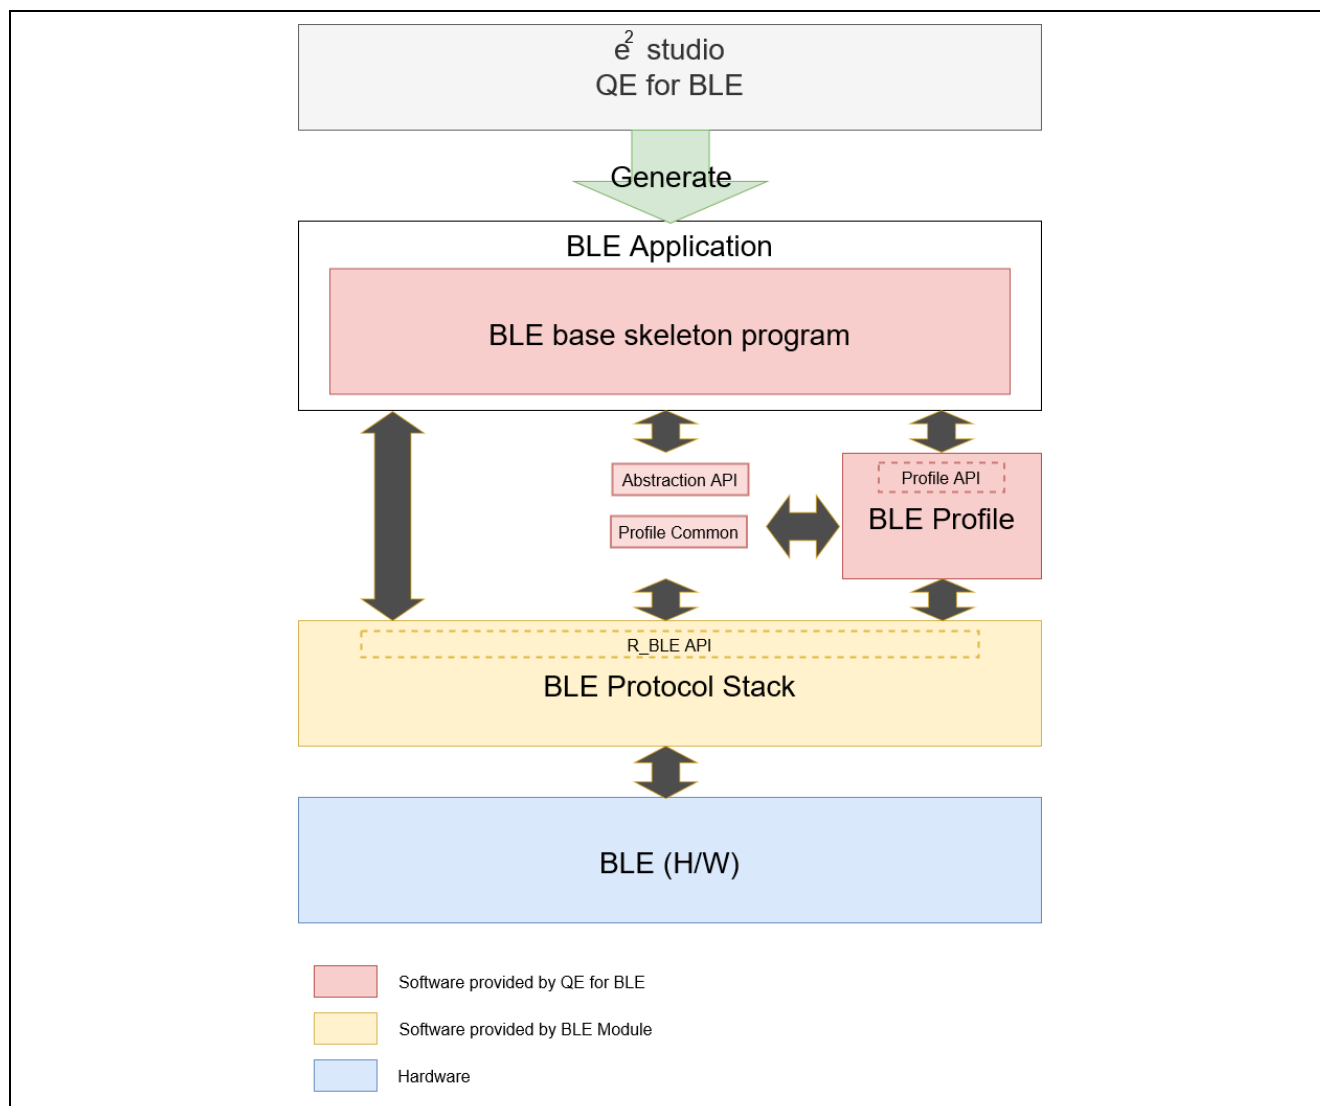 e² studio
QE for BLE
Generate
BLE Application
BLE base skeleton program
Abstraction API
Profile API
BLE Profile
Profile Common
R_BLE API
BLE Protocol Stack
BLE (H/W)
Software provided by QE for BLE
Software provided by BLE Module
Hardware